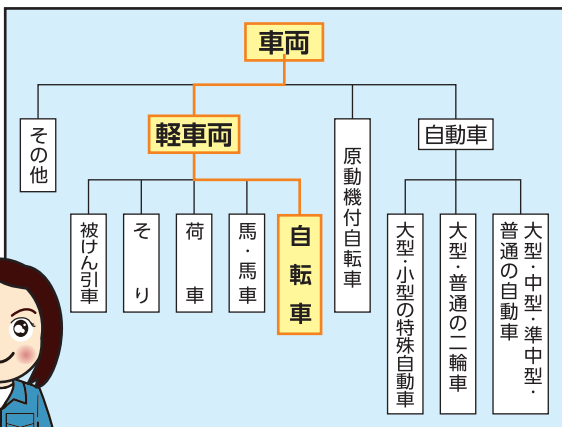 車両
その他
軽車両
原動機付自転車
自動車
被けん引車
そり
荷車
馬・馬車
自転車
大型・小型の特殊自動車
大型・普通の二輪車
大型・中型・準中型・
普通の自動車